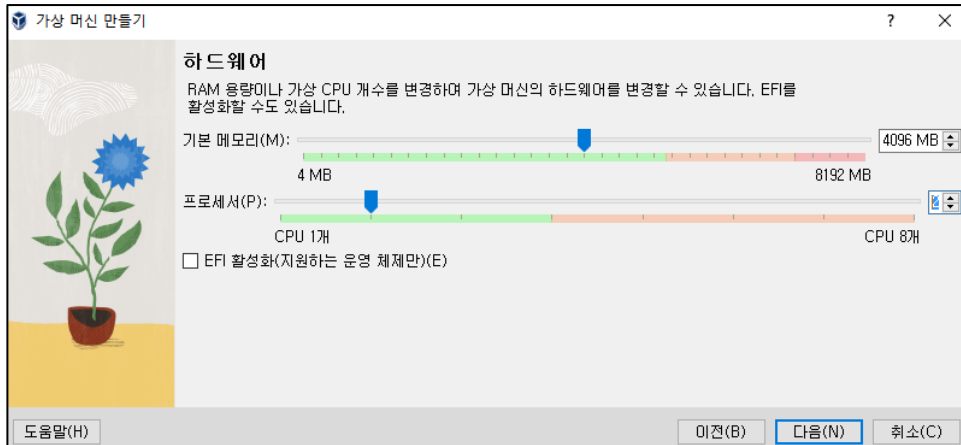 가상 머신 만들기
하드웨어
RAM 용량이나 가상 CPU 개수를 변경하여 가상 머신의 하드웨어를 변경할 수 있습니다. EFI를
활성화할 수도 있습니다.
기본 메모리(M): 4096 MB
4 MB 8192 MB
프로세서(P):
CPU 1개 CPU 8개
EFI 활성화(지원하는 운영 체제만)(E)
도움말(H) 이전(B) 다음(N) 취소(C)